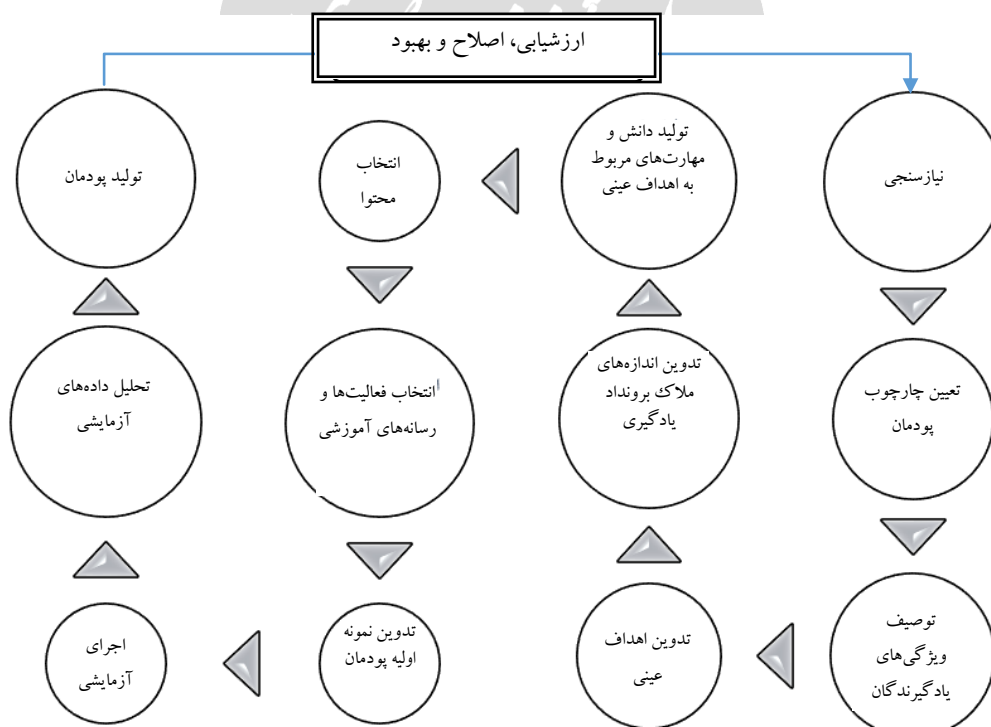 ارزشیابی، اصلاح و بهبود
نیازسنجی
تعیین چارچوب
پودمان
توصیف
ویژگی‌های
یادگیرندگان
تدوین اهداف
عینی
تدوین اندازه‌های
ملاک برونداد
یادگیری
تولید دانش و
مهارت‌های مربوط
به اهداف عینی
انتخاب
محتوا
انتخاب فعالیت‌ها و
رسانه‌های آموزشی
تدوین نمونه
اولیه پودمان
اجرای
آزمایشی
تحلیل داده‌های
آزمایشی
تولید پودمان